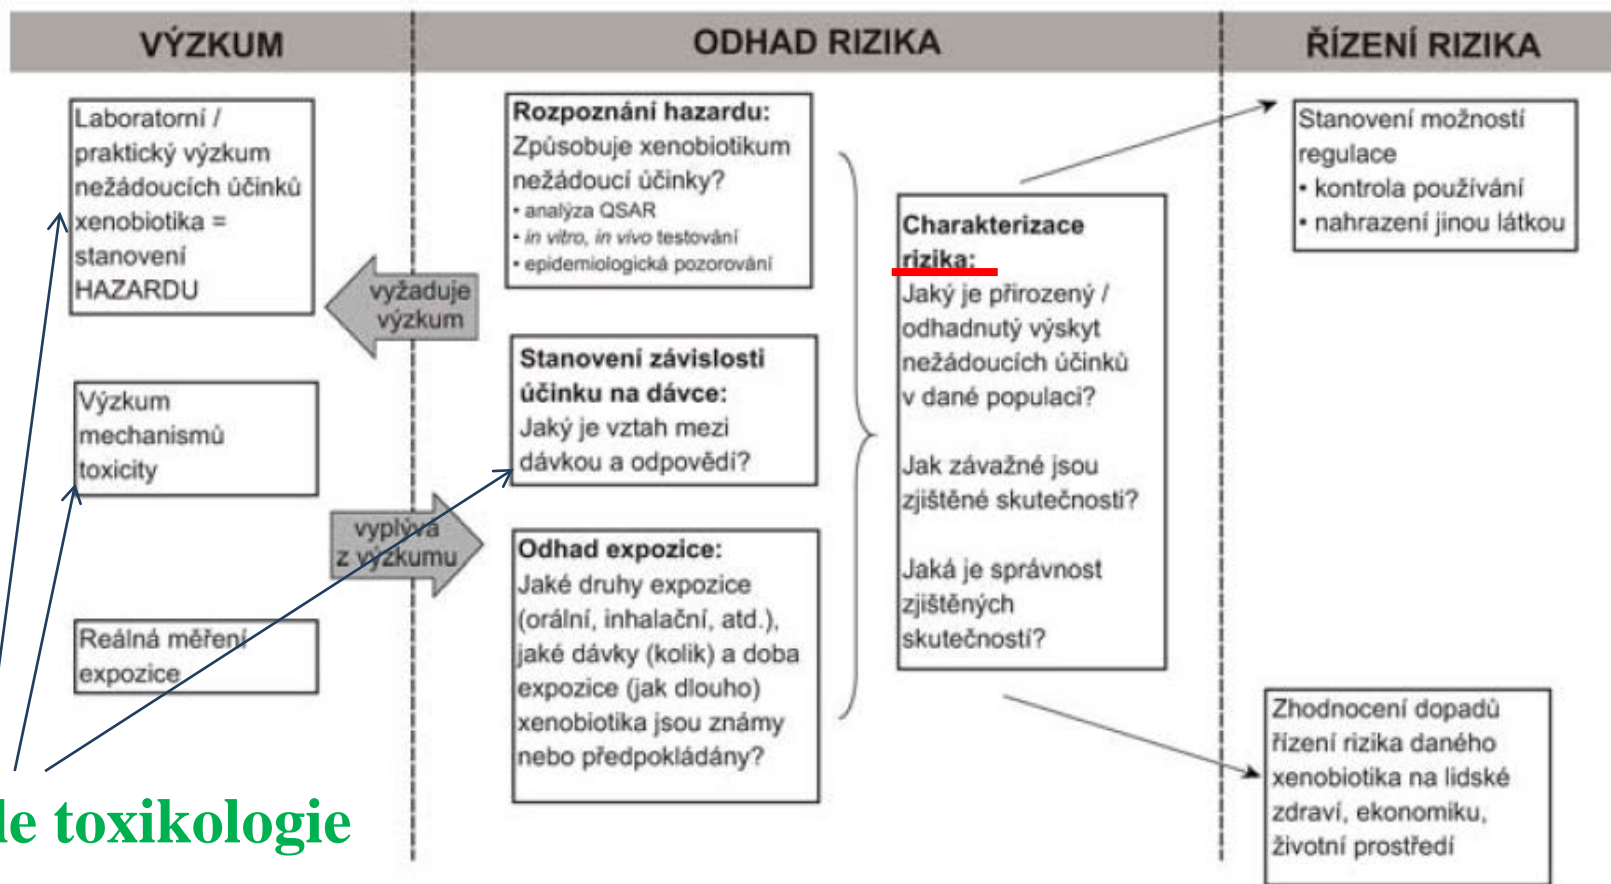 VÝZKUM
ODHAD RIZIKA
ŘÍZENÍ RIZIKA
Laboratorní /
praktický výzkum
nežádoucích účinků
xenobiotika =
stanovení
HAZARDU
Výzkum
mechanismů
toxicity
Reálná měření
expozice
vyžaduje
výzkum
vyplývá
z výzkumu
Rozpoznání hazardu:
Způsobuje xenobiotikum
nežádoucí účinky?
• analýza QSAR
• in vitro, in vivo testování
• epidemiologická pozorování
Stanovení závislosti
účinku na dávce:
Jaký je vztah mezi
dávkou a odpovědí?
Odhad expozice:
Jaké druhy expozice
(orální, inhalační, atd.),
jaké dávky (kolik) a doba
expozice (jak dlouho)
xenobiotika jsou známy
nebo předpokládány?
Charakterizace
rizika:
Jaký je přirozený /
odhadnutý výskyt
nežádoucích účinků
v dané populaci?
Jak závažné jsou
zjištěné skutečnosti?
Jaká je správnost
zjištěných
skutečností?
Stanovení možností
regulace
• kontrola používání
• nahrazení jinou látkou
Zhodnocení dopadů
řízení rizika daného
xenobiotika na lidské
zdraví, ekonomiku,
životní prostředí
le toxikologie